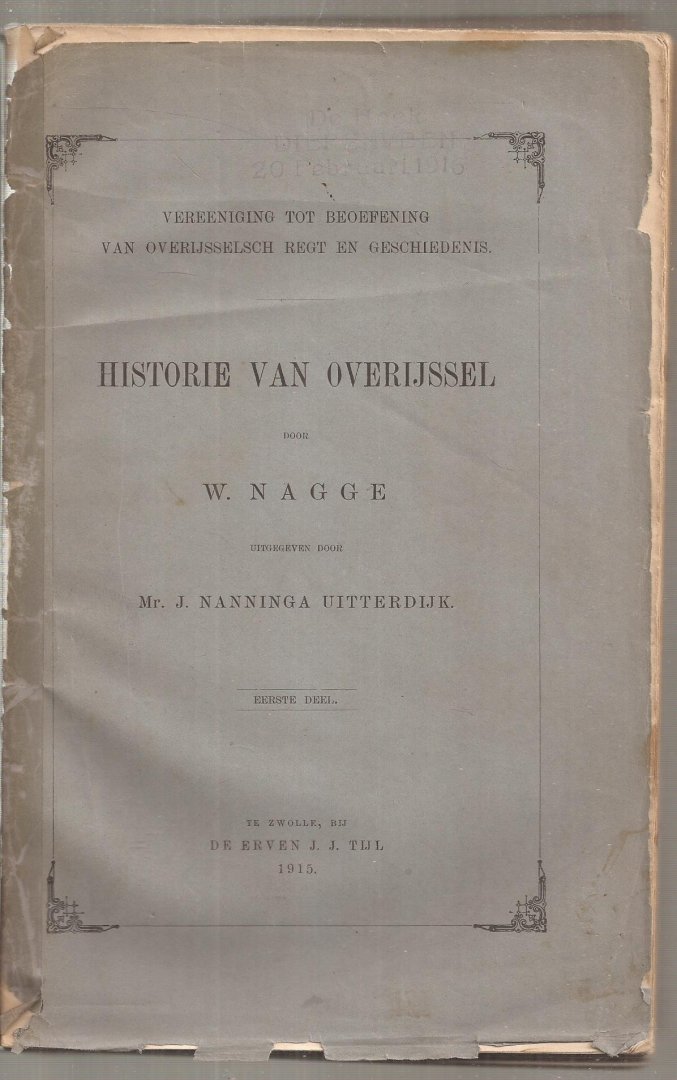 VEREENIGING TOT BEOEFENING
VAN OVERIJSSELSCH REGT EN GESCHIEDENIS.
HISTORIE VAN OVERIJSSEL
DOOR
W. NAGGE
UITGEGEVEN DOOR
Mr. J. NANNINGA UITTERDIJK.
EERSTE DEEL.
TE ZWOLLE, BIJ
DE ERVEN J. J. TIJL
1915.